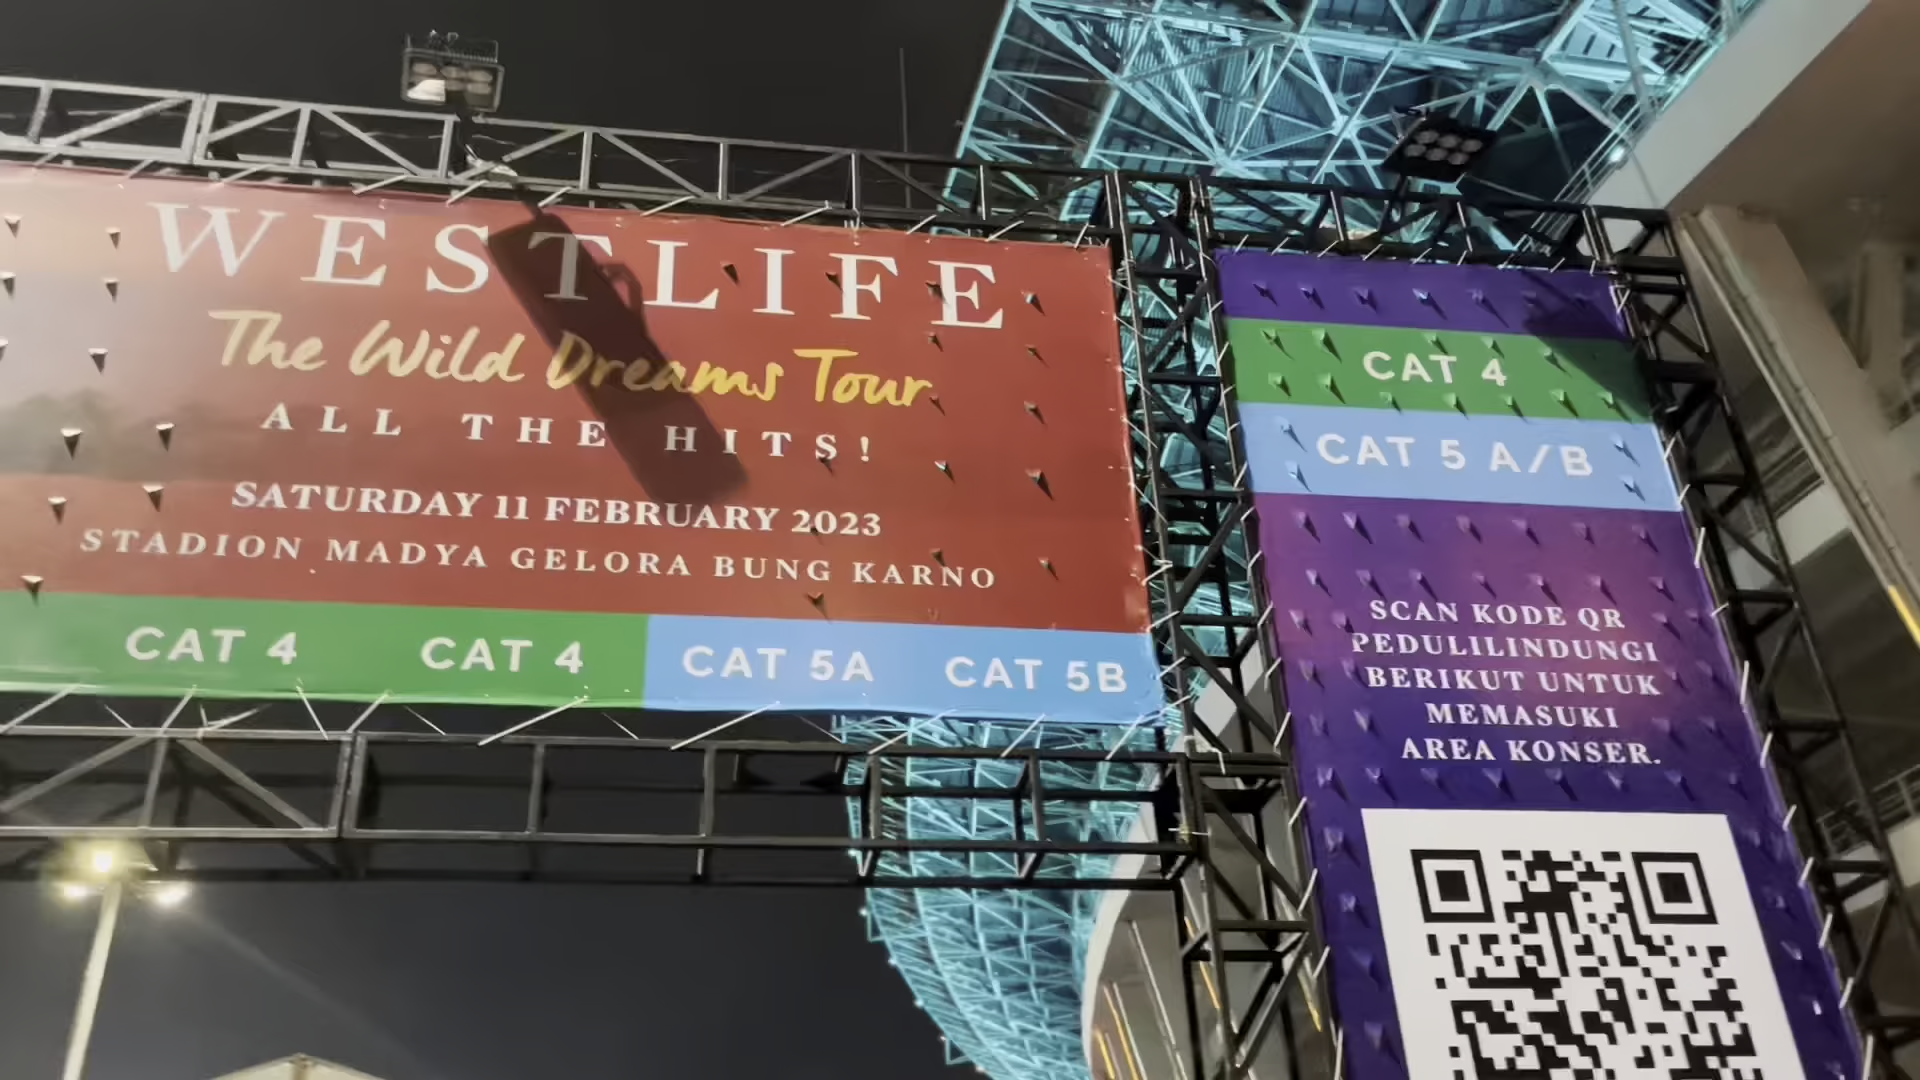 WESTLIFE
The Wild Dreams Tour
ALL THE HITS!
SATURDAY 11 FEBRUARY 2023
STADION MADYA GELORA BUNG KARNO
CAT 4 CAT 4 CAT 5A CAT 5B
CAT 4
CAT 5 A/B
SCAN KODE QR
PEDULILINDUNGI
BERIKUT UNTUK
MEMASUKI
AREA KONSER.